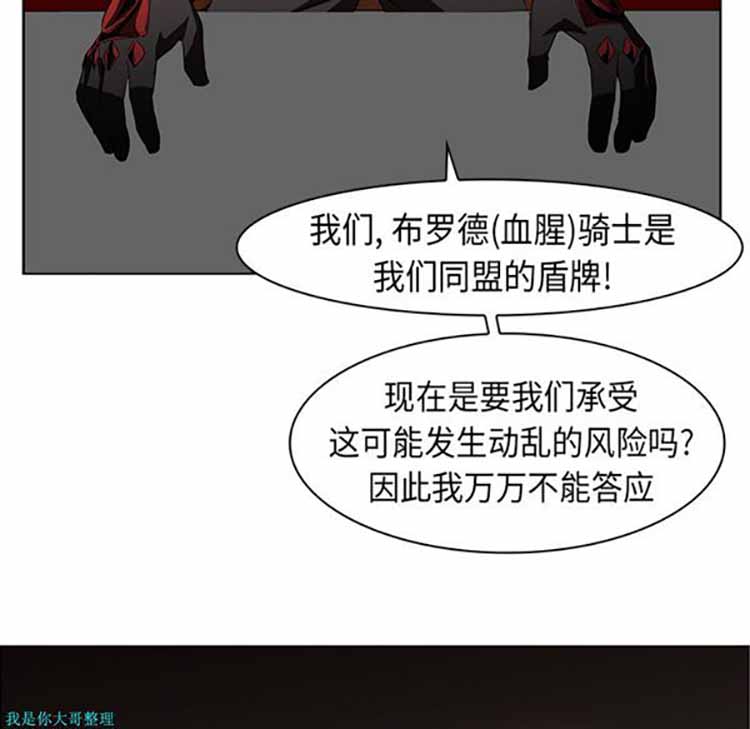 我们, 布罗德(血腥)骑士是
我们同盟的盾牌!
现在是要我们承受
这可能发生动乱的风险吗?
因此我万万不能答应
我是你大哥整理